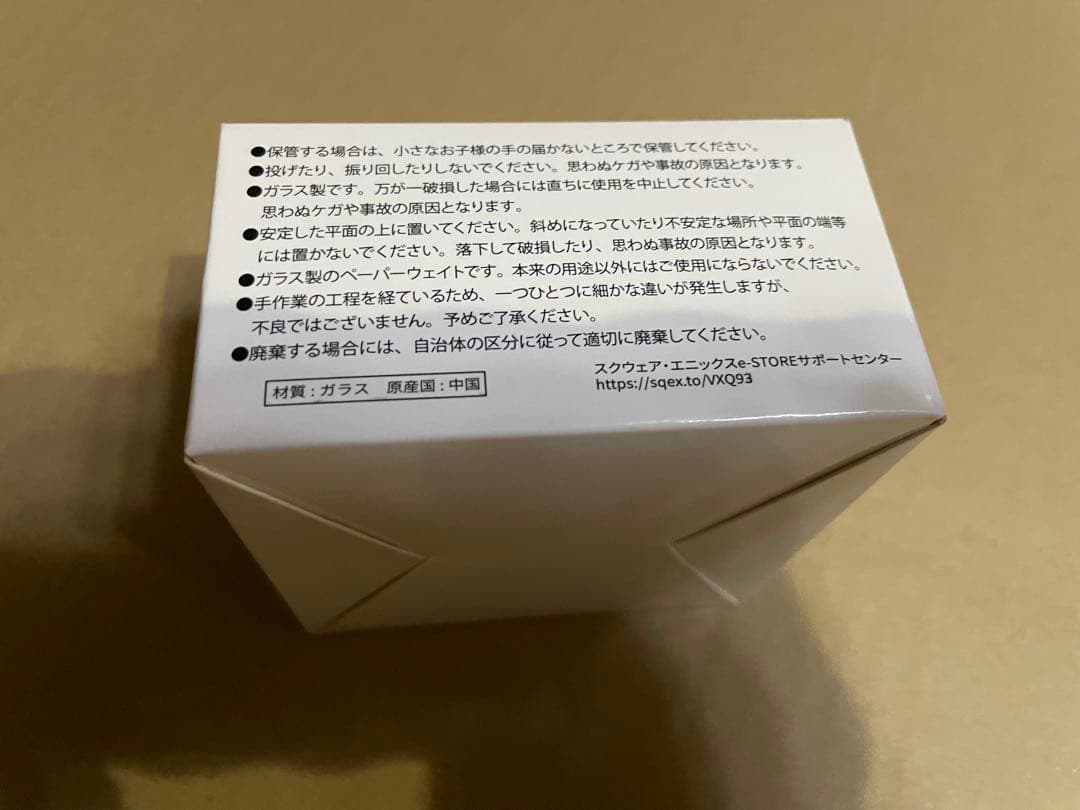 ●保管する場合は、小さなお子様の手の届かないところで保管してください。
●投げたり、振り回したりしないでください。思わぬケガや事故の原因となります。
●ガラス製です。万が一破損した場合には直ちに使用を中止してください。
思わぬケガや事故の原因となります。
●安定した平面の上に置いてください。斜めになっていたり不安定な場所や平面の端等
には置かないでください。落下して破損したり、思わぬ事故の原因となります。
●ガラス製のペーパーウェイトです。本来の用途以外にはご使用にならないでください。
●手作業の工程を経ているため、一つひとつに細かな違いが発生しますが、
不良ではございません。予めご了承ください。
●廃棄する場合には、自治体の区分に従って適切に廃棄してください。
材質：ガラス　原産国：中国
スクウェア・エニックスe-STOREサポートセンター
https://sqex.to/VXQ93